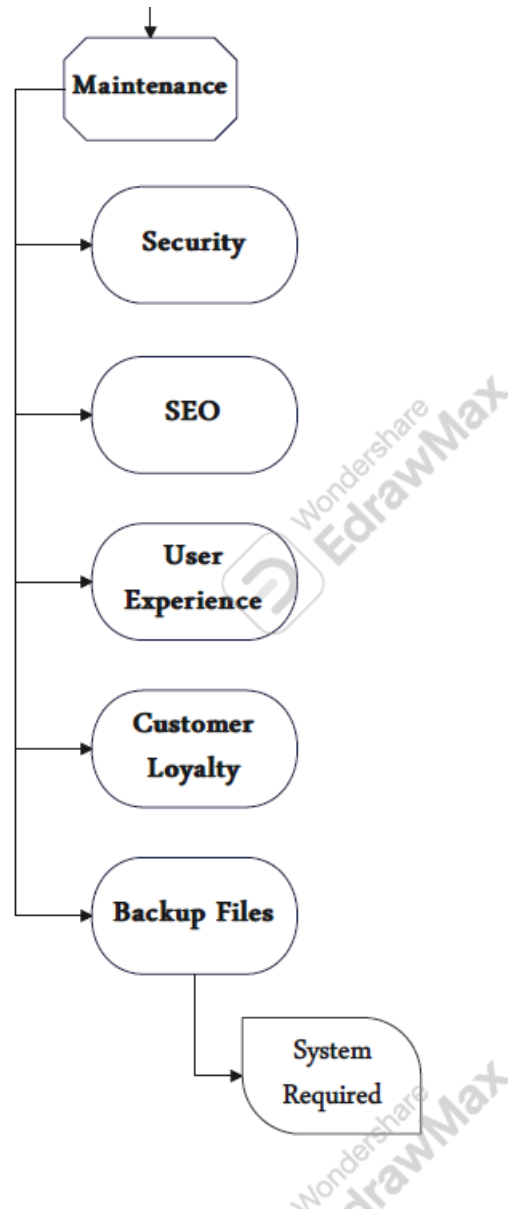 Maintenance
Security
SEO
Wondershare
EdrawMax
User
Experience
Customer
Loyalty
Backup Files
System
Required
Wondershare
EdrawMax